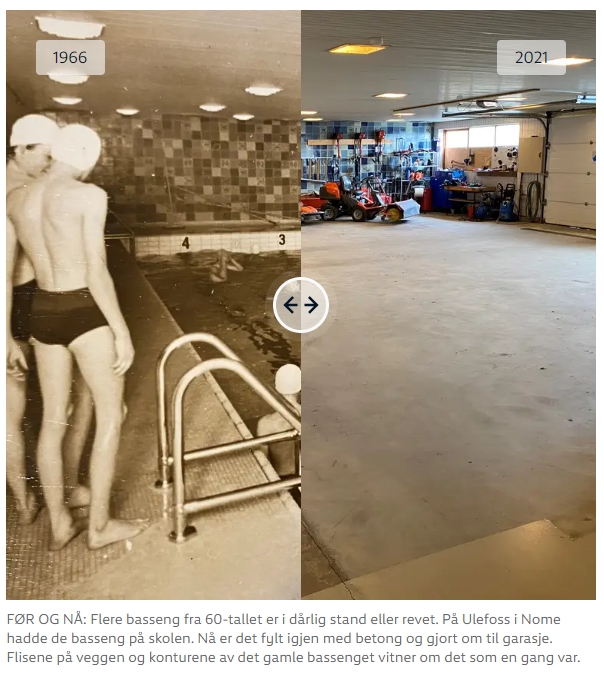 1966
2021
4
3
FØR OG NÅ: Flere basseng fra 60-tallet er i dårlig stand eller revet. På Ulefoss i Nome
hadde de basseng på skolen. Nå er det fylt igjen med betong og gjort om til garasje.
Flisene på veggen og konturene av det gamle bassenget vitner om det som en gang var.